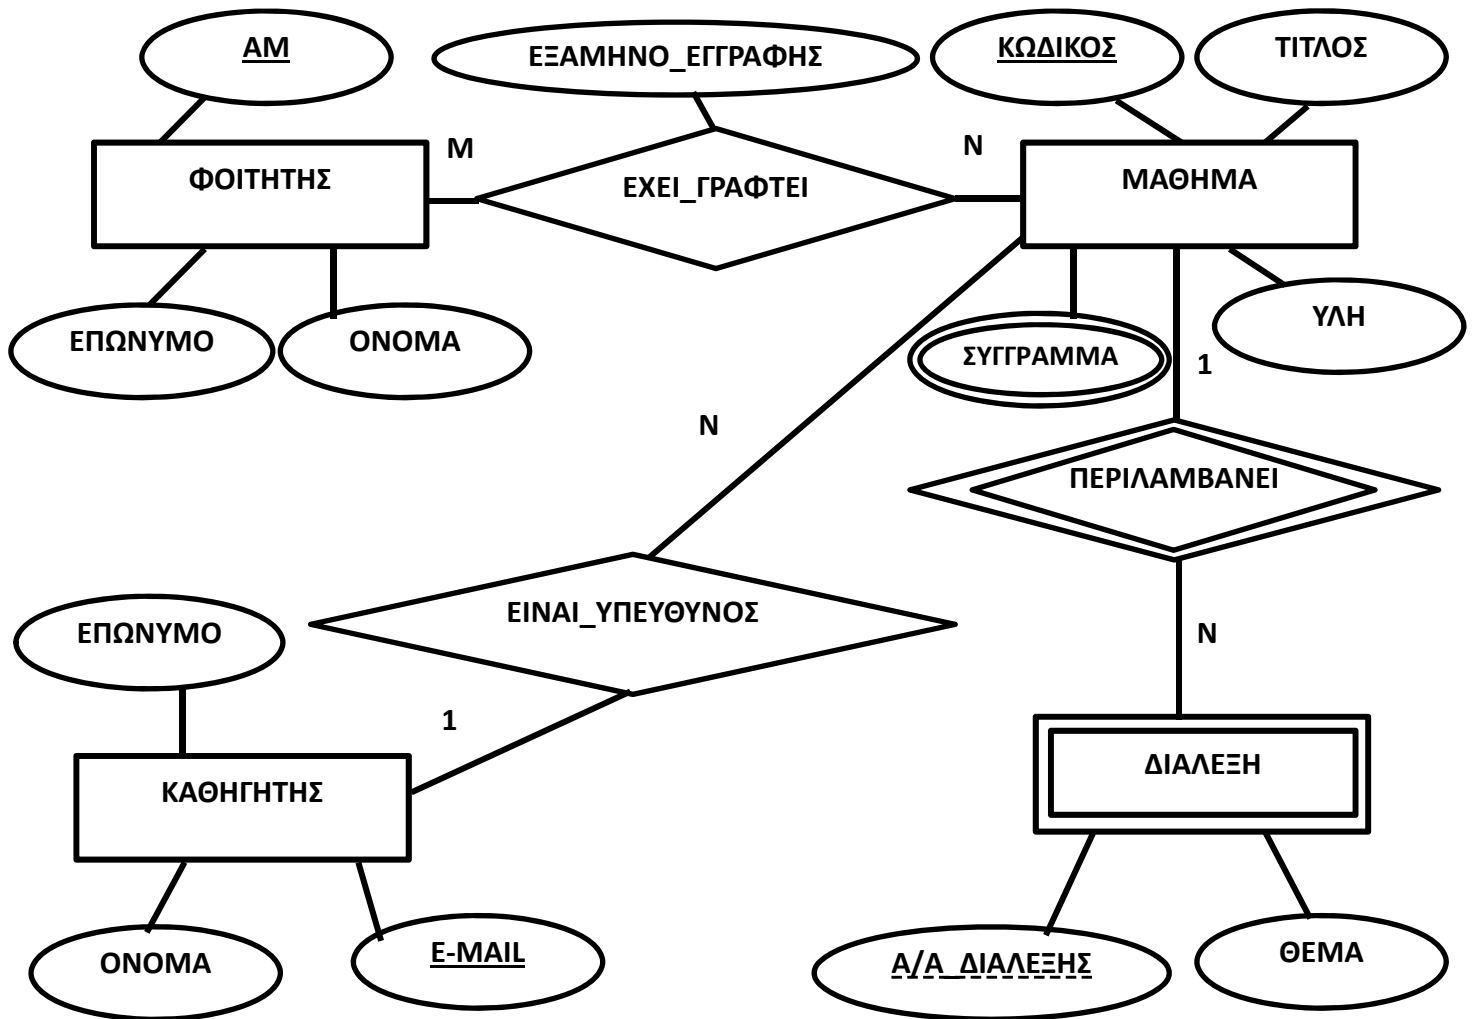 ΑΜ
ΕΞΑΜΗΝΟ_ΕΓΓΡΑΦΗΣ
ΚΩΔΙΚΟΣ
ΤΙΤΛΟΣ
ΦΟΙΤΗΤΗΣ
M
ΕΧΕΙ_ΓΡΑΦΤΕΙ
N
ΜΑΘΗΜΑ
ΕΠΩΝΥΜΟ
ΟΝΟΜΑ
ΣΥΓΓΡΑΜΜΑ
ΥΛΗ
1
N
ΠΕΡΙΛΑΜΒΑΝΕΙ
ΕΙΝΑΙ_ΥΠΕΥΘΥΝΟΣ
N
ΕΠΩΝΥΜΟ
1
ΚΑΘΗΓΗΤΗΣ
ΔΙΑΛΕΞΗ
ΟΝΟΜΑ
E-MAIL
Α/Α_ΔΙΑΛΕΞΗΣ
ΘΕΜΑ